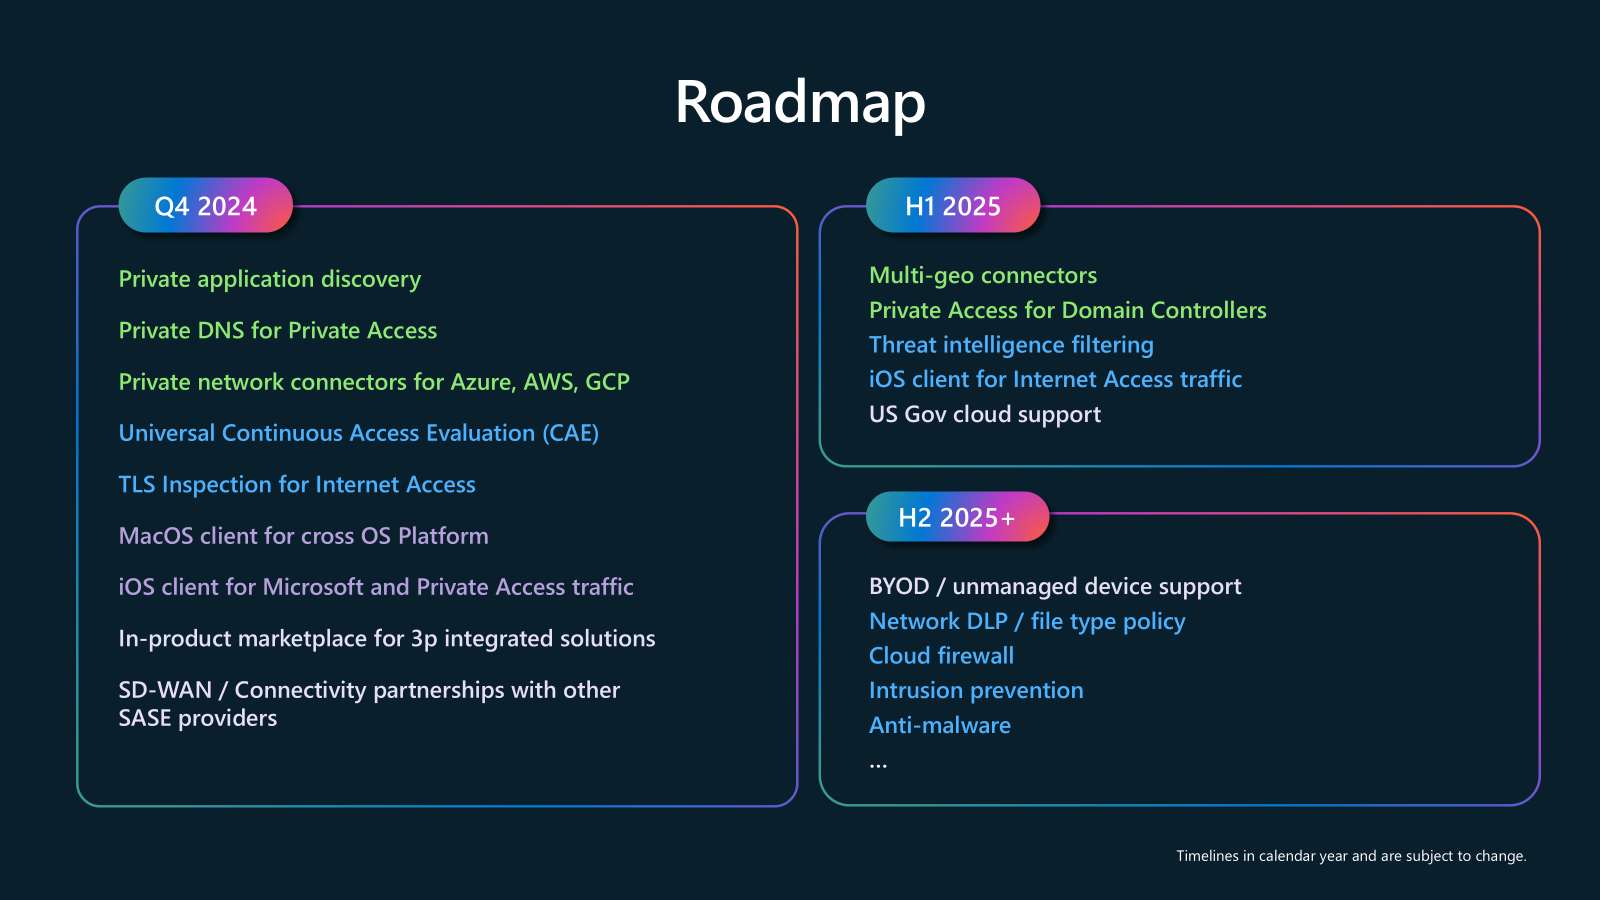 Roadmap
Q4 2024
Private application discovery
Private DNS for Private Access
Private network connectors for Azure, AWS, GCP
Universal Continuous Access Evaluation (CAE)
TLS Inspection for Internet Access
MacOS client for cross OS Platform
iOS client for Microsoft and Private Access traffic
In-product marketplace for 3p integrated solutions
SD-WAN / Connectivity partnerships with other
SASE providers
H1 2025
Multi-geo connectors
Private Access for Domain Controllers
Threat intelligence filtering
iOS client for Internet Access traffic
US Gov cloud support
H2 2025+
BYOD / unmanaged device support
Network DLP / file type policy
Cloud firewall
Intrusion prevention
Anti-malware
...
Timelines in calendar year and are subject to change.